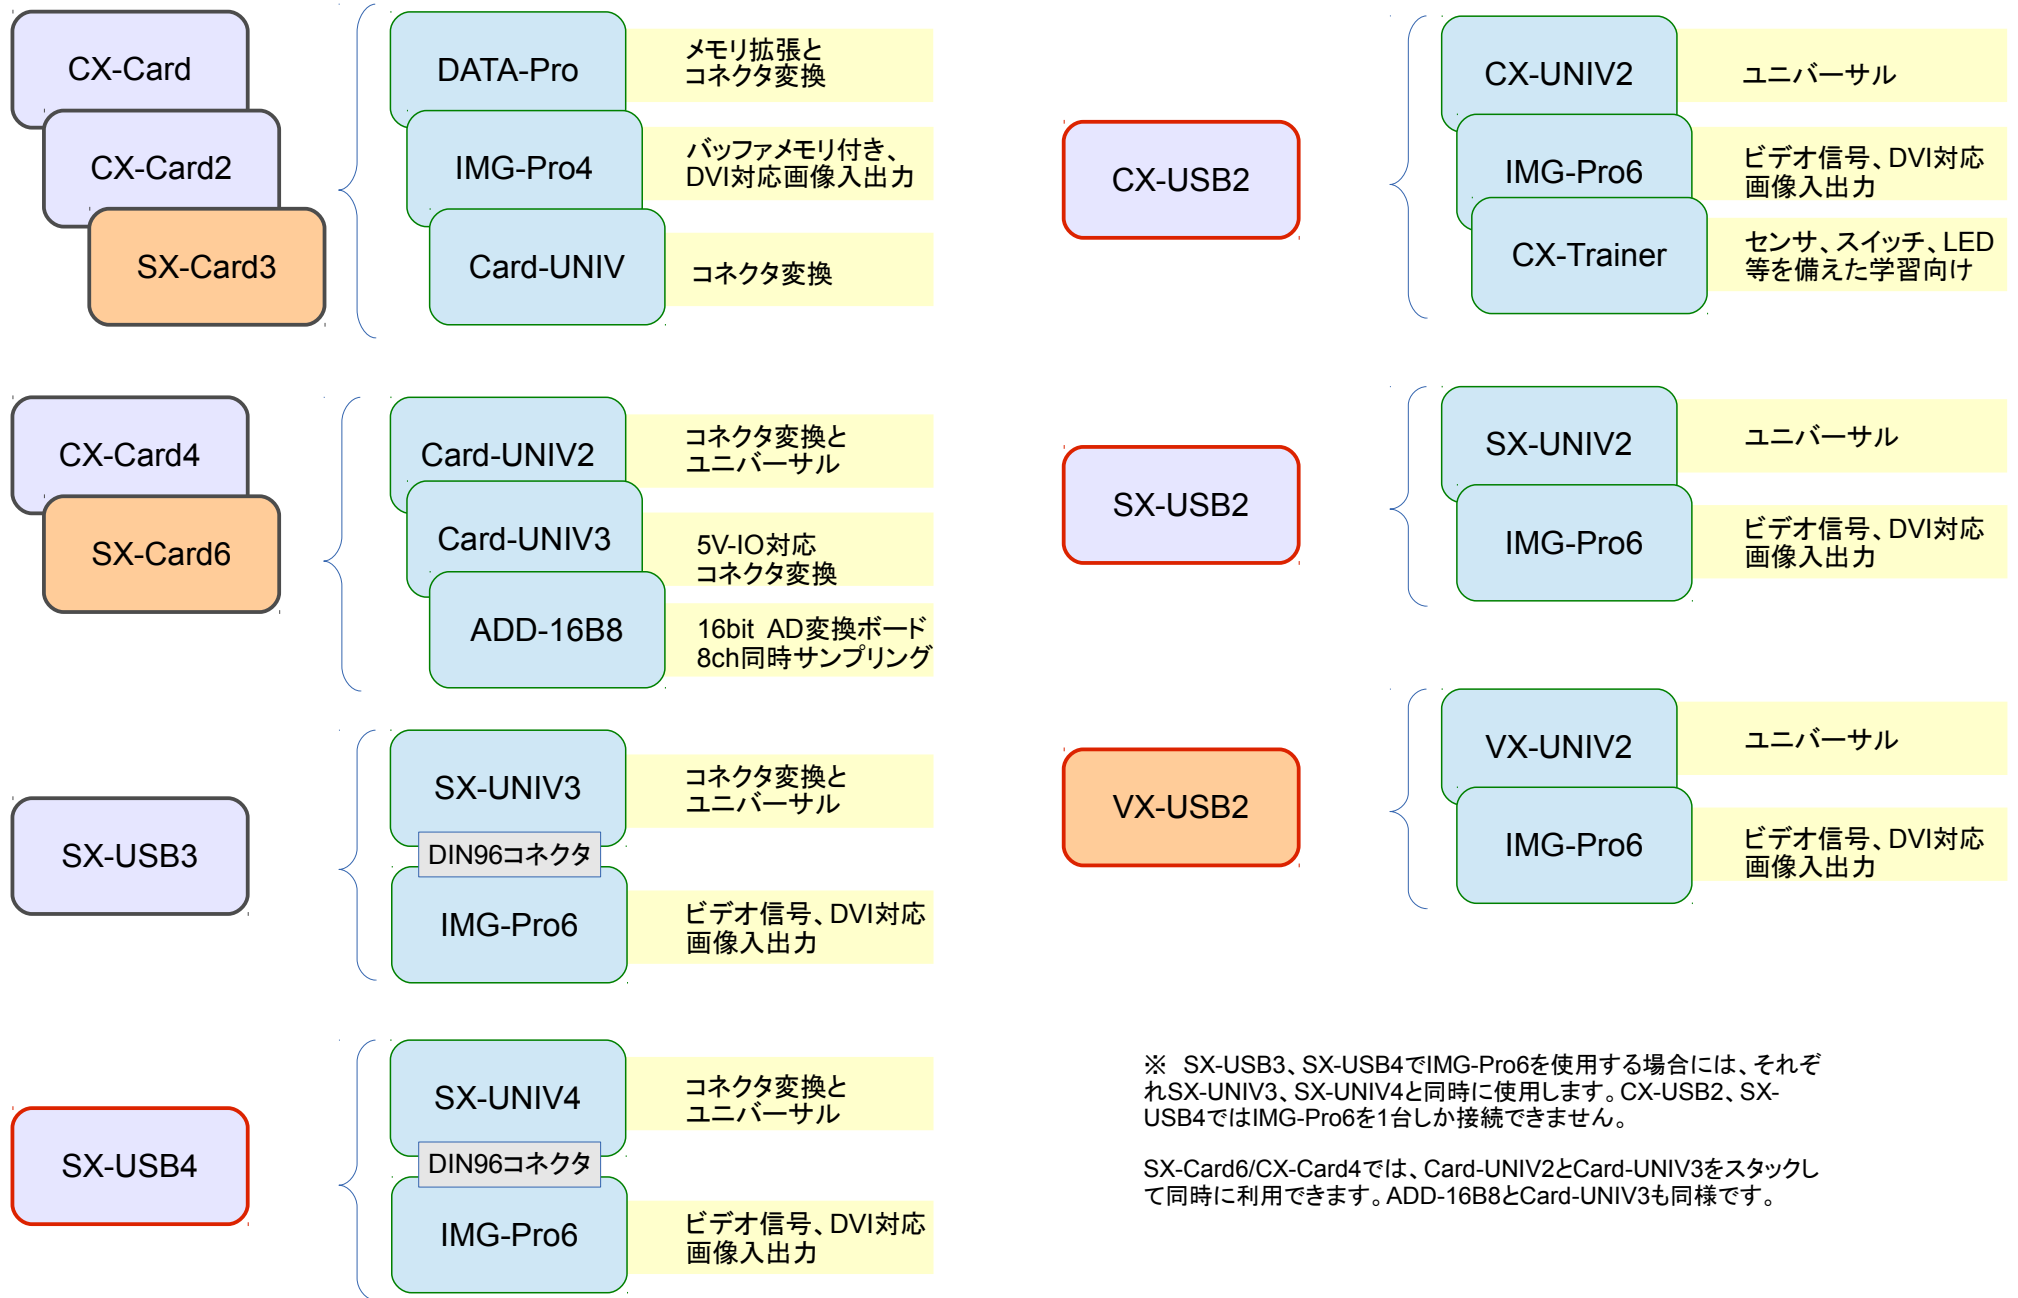 CX-Card
CX-Card2
SX-Card3
DATA-Pro
メモリ拡張と
コネクタ変換
IMG-Pro4
バッファメモリ付き、
DVI対応画像入出力
Card-UNIV
コネクタ変換
CX-Card4
SX-Card6
Card-UNIV2
コネクタ変換と
ユニバーサル
Card-UNIV3
5V-IO対応
コネクタ変換
ADD-16B8
16bit AD変換ボード
8ch同時サンプリング
SX-USB3
SX-UNIV3
コネクタ変換と
ユニバーサル
DIN96コネクタ
IMG-Pro6
ビデオ信号、DVI対応
画像入出力
SX-USB4
SX-UNIV4
コネクタ変換と
ユニバーサル
DIN96コネクタ
IMG-Pro6
ビデオ信号、DVI対応
画像入出力
CX-USB2
CX-UNIV2
ユニバーサル
IMG-Pro6
ビデオ信号、DVI対応
画像入出力
CX-Trainer
センサ、スイッチ、LED
等を備えた学習向け
SX-USB2
SX-UNIV2
ユニバーサル
IMG-Pro6
ビデオ信号、DVI対応
画像入出力
VX-USB2
VX-UNIV2
ユニバーサル
IMG-Pro6
ビデオ信号、DVI対応
画像入出力
※ SX-USB3、SX-USB4でIMG-Pro6を使用する場合には、それぞ
れSX-UNIV3、SX-UNIV4と同時に使用します。CX-USB2、SX-
USB4ではIMG-Pro6を1台しか接続できません。
SX-Card6/CX-Card4では、Card-UNIV2とCard-UNIV3をスタックし
て同時に利用できます。ADD-16B8とCard-UNIV3も同様です。